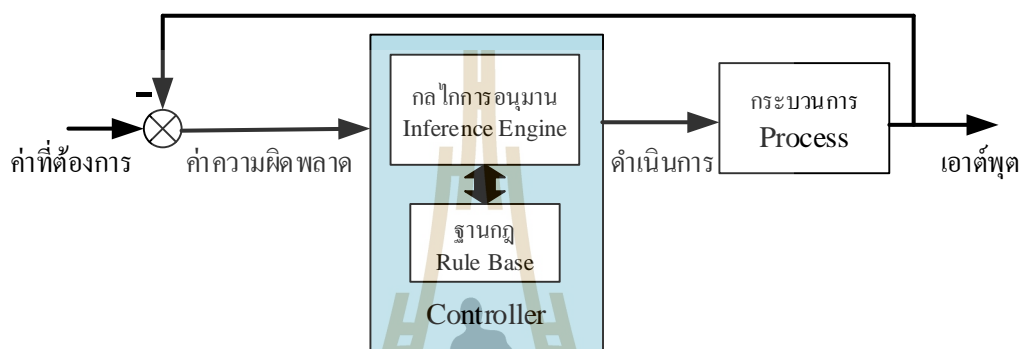 กลไกการอนุมาน
Inference Engine
กระบวนการ
Process
ค่าที่ต้องการ
ค่าความผิดพลาด
ดำเนินการ
เอาต์พุต
ฐานกฎ
Rule Base
Controller